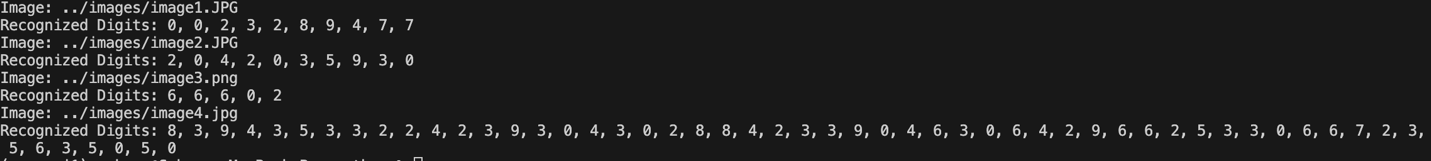 Image: ../images/image1.JPG
Recognized Digits: 0, 0, 2, 3, 2, 8, 9, 4, 7, 7
Image: ../images/image2.JPG
Recognized Digits: 2, 0, 4, 2, 0, 3, 5, 9, 3, 0
Image: ../images/image3.png
Recognized Digits: 6, 6, 6, 0, 2
Image: ../images/image4.jpg
Recognized Digits: 8, 3, 9, 4, 3, 5, 3, 3, 2, 2, 4, 2, 3, 9, 3, 0, 4, 3, 0, 2, 8, 8, 4, 2, 3, 3, 9, 0, 4, 6, 3, 0, 6, 4, 2, 9, 6, 6, 2, 5, 3, 3, 0, 6, 6, 7, 2, 3,
5, 6, 3, 5, 0, 5, 0